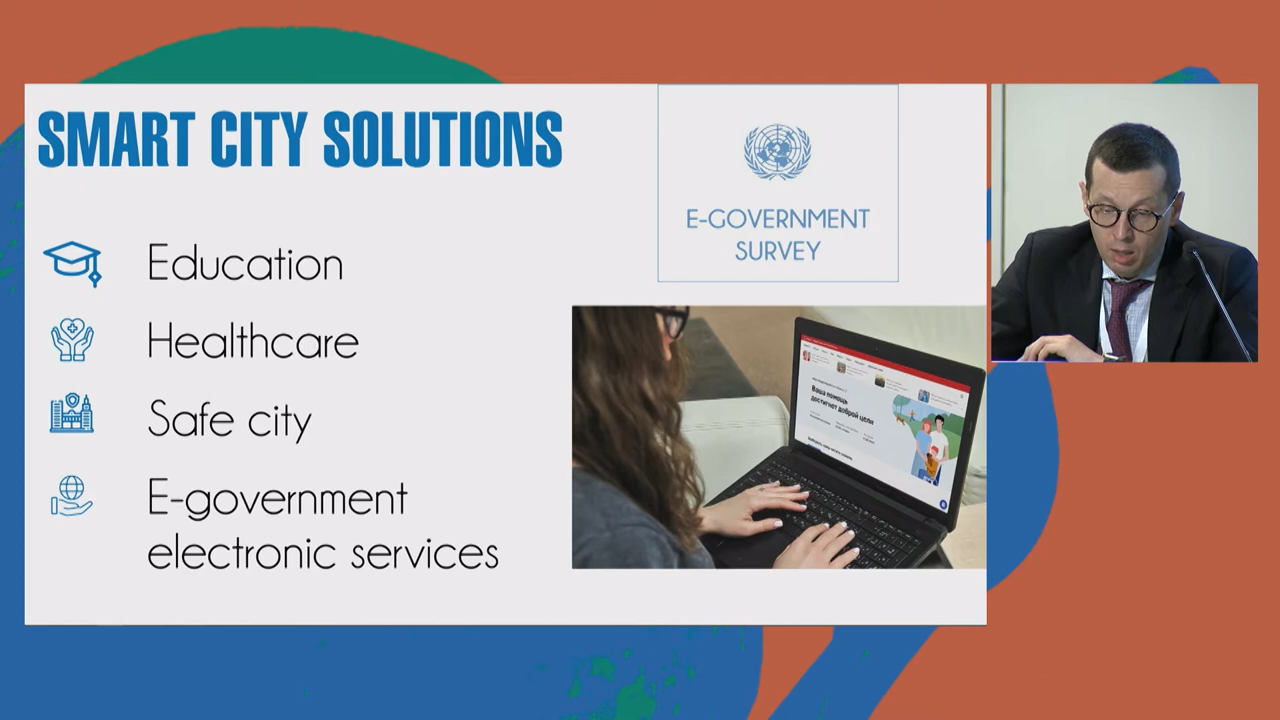 SMART CITY SOLUTIONS
E-GOVERNMENT
SURVEY
Education
Healthcare
Safe city
E-government
electronic services
Ваша помощь
достигнет доброй цели